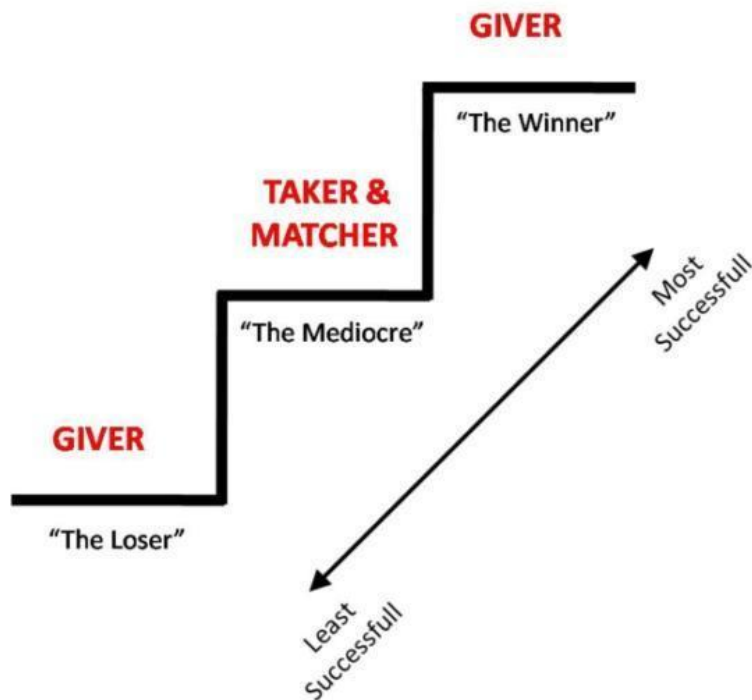 GIVER
“The Winner”
TAKER &
MATCHER
“The Mediocre”
Most
Successfull
GIVER
“The Loser”
Least
Successfull